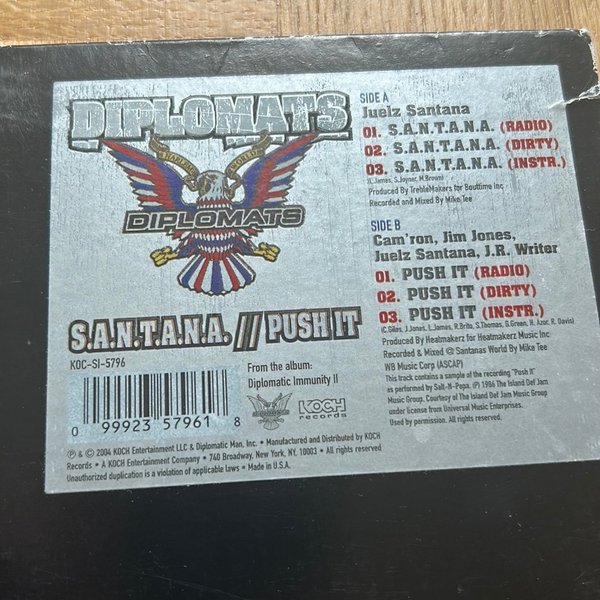 DIPLOMATS
DIPLOMATS
S.A.N.T.A.N.A. // PUSH IT
KOC-SI-5796
0 99923 57961 8
From the album:
Diplomatic Immunity II
DIPLOMATS
KOCH
records
SIDE A
Juelz Santana
01. S.A.N.T.A.N.A. (RADIO)
02. S.A.N.T.A.N.A. (DIRTY)
03. S.A.N.T.A.N.A. (INSTR.)
(L. James, S. Joyner, M. Brown)
Produced By TrebleMakers for Bouttime Inc
Recorded and Mixed By Mike Tee
SIDE B
Cam'ron, Jim Jones,
Juelz Santana, J.R. Writer
01. PUSH IT (RADIO)
02. PUSH IT (DIRTY)
03. PUSH IT (INSTR.)
(C. Giles, J. Jones, L. James, R. Brito, S. Thomas, G. Green, H. Azor, R. Davis)
Produced By Heatmakerz for Heatmakerz Music Inc
Recorded & Mixed @ Santanas World By Mike Tee
WB Music Corp (ASCAP)
This track contains a sample of the recording "Push It"
as performed by Salt-N-Pepa. ℗ 1986 The Island Def Jam
Music Group, Courtesy of The Island Def Jam Music Group
under license from Universal Music Enterprises.
Used by permission. All rights reserved.
℗ & © 2004 KOCH Entertainment LLC & Diplomatic Man, Inc. • Manufactured and Distributed by KOCH
Records • A KOCH Entertainment Company • 740 Broadway, New York, NY, 10003 • All rights reserved.
Unauthorized duplication is a violation of applicable laws • Made in U.S.A.